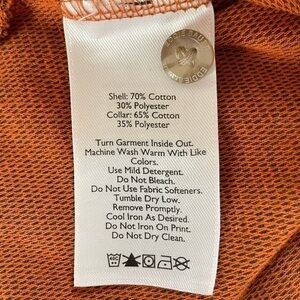 Shell: 70% Cotton
30% Polyester
Collar: 65% Cotton
35% Polyester
Turn Garment Inside Out.
Machine Wash Warm With Like
Colors.
Use Mild Detergent.
Do Not Bleach.
Do Not Use Fabric Softeners.
Tumble Dry Low.
Remove Promptly.
Cool Iron As Desired.
Do Not Iron On Print.
Do Not Dry Clean.